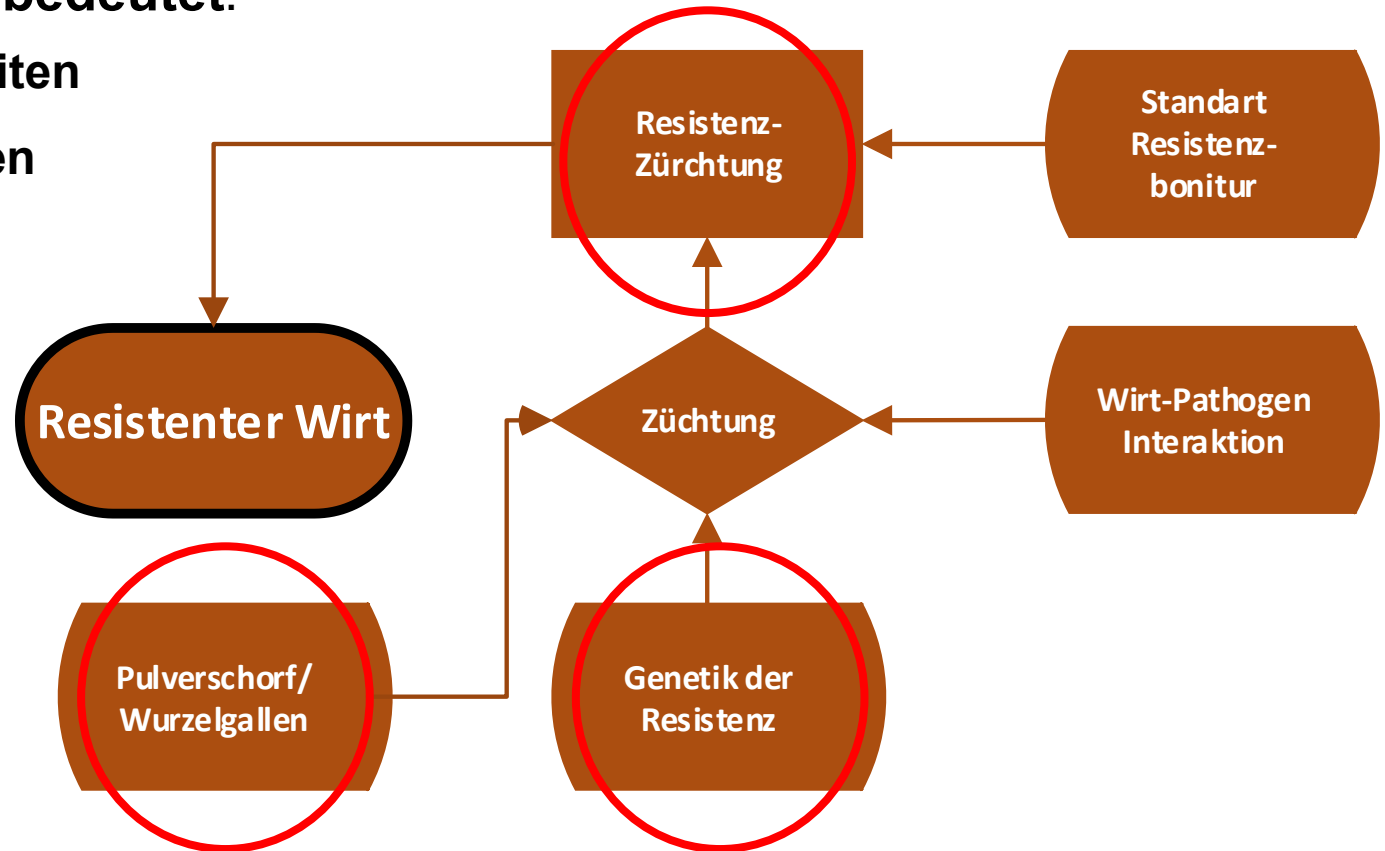 bedeutet:
iten
en
Resistenz-
Zürchtung
Standart
Resistenz-
bonitur
Resistenter Wirt
Züchtung
Wirt-Pathogen
Interaktion
Pulverschorf/
Wurzelgallen
Genetik der
Resistenz